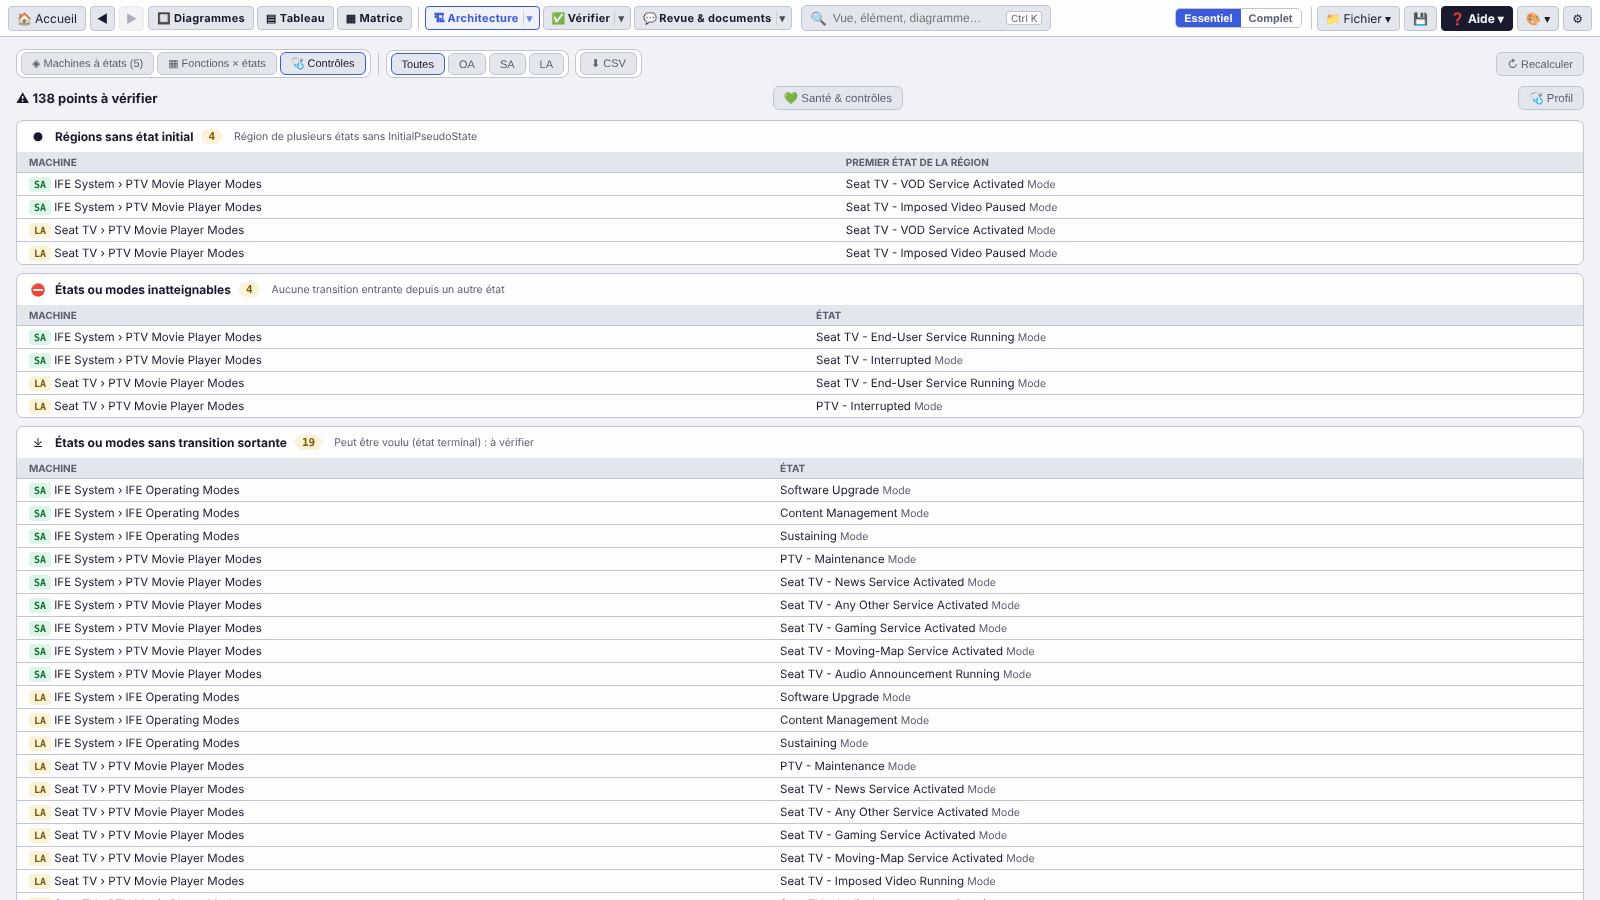 🏠 Accueil ◀ ▶ 🔲 Diagrammes ▤ Tableau ▦ Matrice 🏗 Architecture ▾ ✅ Vérifier ▾ 💬 Revue & documents ▾ 🔍 Vue, élément, diagramme… Ctrl K Essentiel Complet 📁 Fichier ▾ 💾 ❓ Aide ▾ 🎨 ▾ ⚙
◈ Machines à états (5) ▦ Fonctions × états 🩺 Contrôles Toutes OA SA LA ⬇ CSV ↻ Recalculer
⚠ 138 points à vérifier 💚 Santé & contrôles 🩺 Profil
● Régions sans état initial 4 Région de plusieurs états sans InitialPseudoState
MACHINE PREMIER ÉTAT DE LA RÉGION
SA IFE System › PTV Movie Player Modes Seat TV - VOD Service Activated Mode
SA IFE System › PTV Movie Player Modes Seat TV - Imposed Video Paused Mode
LA Seat TV › PTV Movie Player Modes Seat TV - VOD Service Activated Mode
LA Seat TV › PTV Movie Player Modes Seat TV - Imposed Video Paused Mode
⛔ États ou modes inatteignables 4 Aucune transition entrante depuis un autre état
MACHINE ÉTAT
SA IFE System › PTV Movie Player Modes Seat TV - End-User Service Running Mode
SA IFE System › PTV Movie Player Modes Seat TV - Interrupted Mode
LA Seat TV › PTV Movie Player Modes Seat TV - End-User Service Running Mode
LA Seat TV › PTV Movie Player Modes PTV - Interrupted Mode
États ou modes sans transition sortante 19 Peut être voulu (état terminal) : à vérifier
MACHINE ÉTAT
SA IFE System › IFE Operating Modes Software Upgrade Mode
SA IFE System › IFE Operating Modes Content Management Mode
SA IFE System › IFE Operating Modes Sustaining Mode
SA IFE System › PTV Movie Player Modes PTV - Maintenance Mode
SA IFE System › PTV Movie Player Modes Seat TV - News Service Activated Mode
SA IFE System › PTV Movie Player Modes Seat TV - Any Other Service Activated Mode
SA IFE System › PTV Movie Player Modes Seat TV - Gaming Service Activated Mode
SA IFE System › PTV Movie Player Modes Seat TV - Moving-Map Service Activated Mode
SA IFE System › PTV Movie Player Modes Seat TV - Audio Announcement Running Mode
LA IFE System › IFE Operating Modes Software Upgrade Mode
LA IFE System › IFE Operating Modes Content Management Mode
LA IFE System › IFE Operating Modes Sustaining Mode
LA Seat TV › PTV Movie Player Modes PTV - Maintenance Mode
LA Seat TV › PTV Movie Player Modes Seat TV - News Service Activated Mode
LA Seat TV › PTV Movie Player Modes Seat TV - Any Other Service Activated Mode
LA Seat TV › PTV Movie Player Modes Seat TV - Gaming Service Activated Mode
LA Seat TV › PTV Movie Player Modes Seat TV - Moving-Map Service Activated Mode
LA Seat TV › PTV Movie Player Modes Seat TV - Imposed Video Running Mode